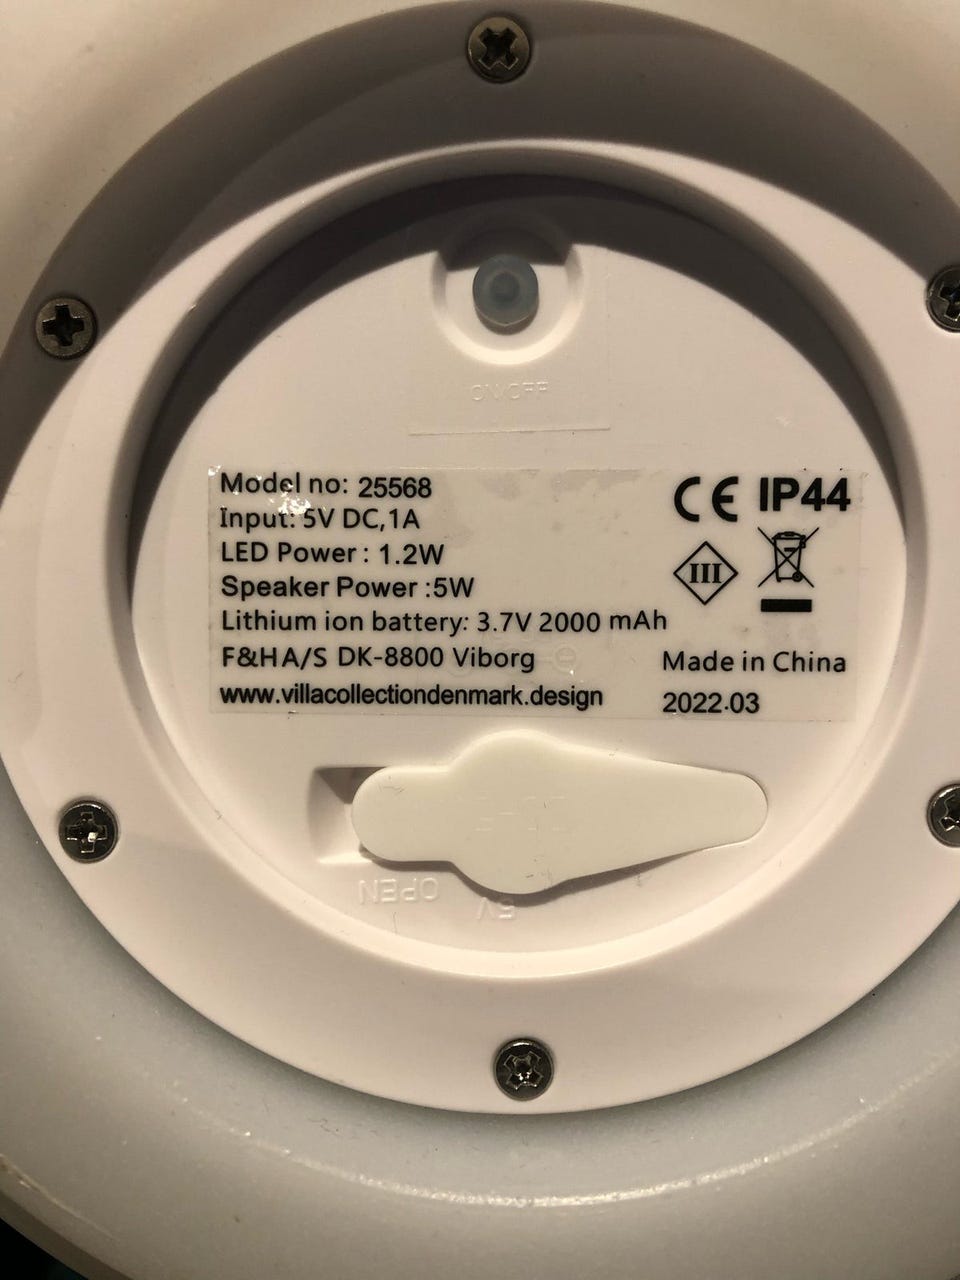 ON/OFF
Model no: 25568
Input: 5V DC,1A
LED Power: 1.2W
Speaker Power :5W
Lithium ion battery: 3.7V 2000 mAh
F&H A/S DK-8800 Viborg
www.villacollectiondenmark.design
CE IP44
III
Made in China
2022.03
OPEN
5V